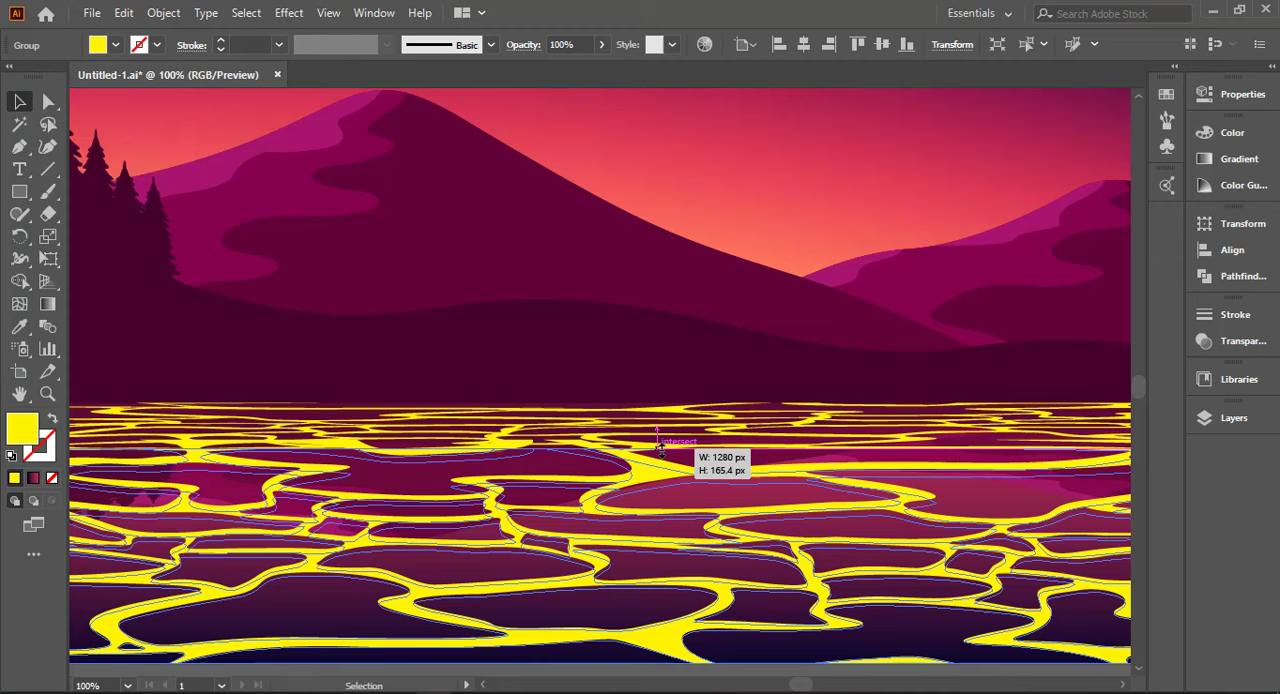 Ai File Edit Object Type Select Effect View Window Help Essentials Search Adobe Stock
Group Stroke: Basic Opacity: 100% Style: Transform
Untitled-1.ai* @ 100% (RGB/Preview)
Properties
Color
Gradient
Color Gu...
Transform
Align
Pathfind...
Stroke
Transpar...
Libraries
Layers
intersect
W: 1280 px
H: 165.4 px
100% 1 Selection